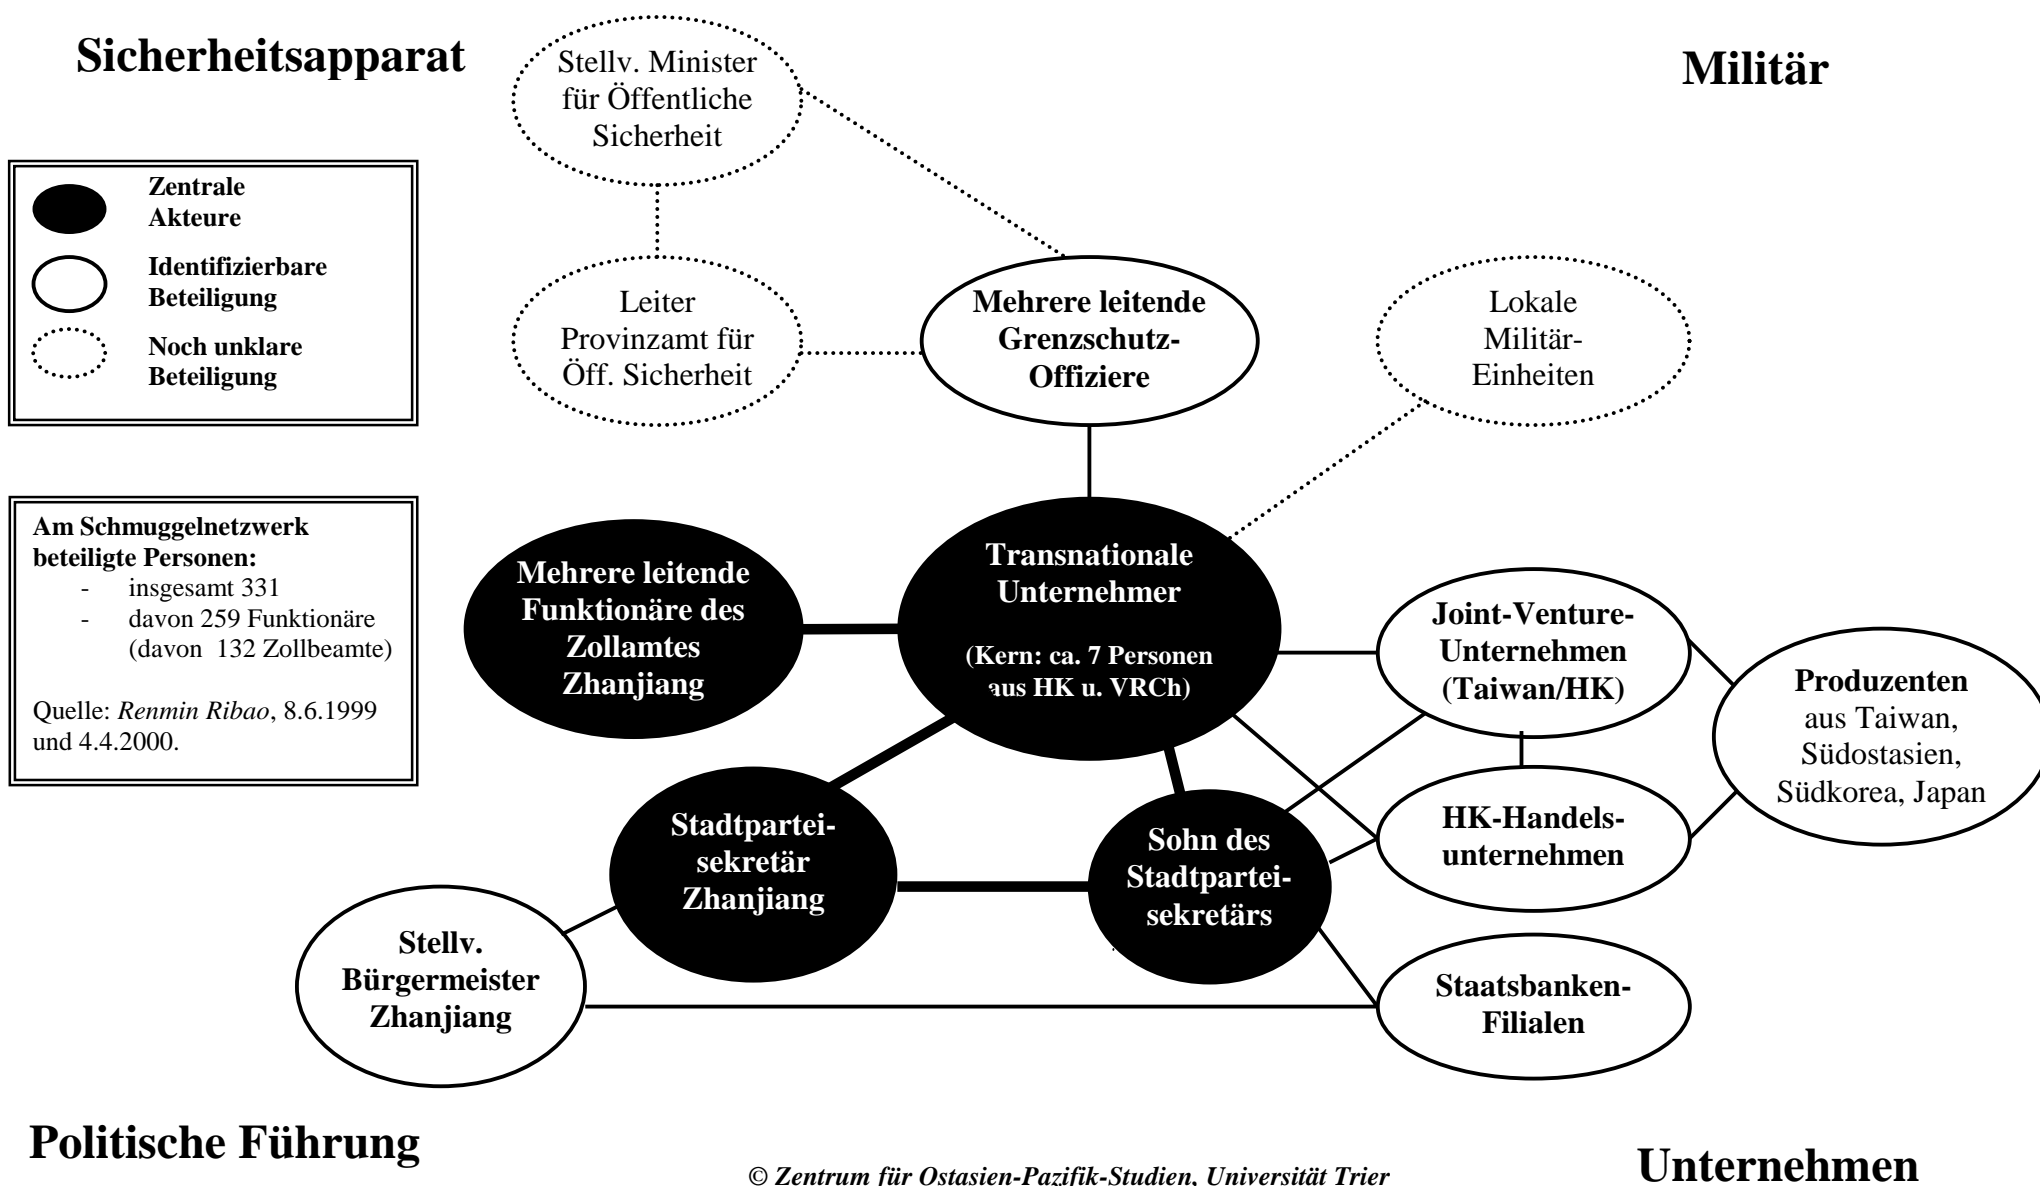 Sicherheitsapparat
Militär
Stellv. Minister
für Öffentliche
Sicherheit
Zentrale
Akteure
Identifizierbare
Beteiligung
Noch unklare
Beteiligung
Leiter
Provinzamt für
Öff. Sicherheit
Mehrere leitende
Grenzschutz-
Offiziere
Lokale
Militär-
Einheiten
Am Schmuggelnetzwerk
beteiligte Personen:
- insgesamt 331
- davon 259 Funktionäre
(davon 132 Zollbeamte)
Quelle: Renmin Ribao, 8.6.1999
und 4.4.2000.
Mehrere leitende
Funktionäre des
Zollamtes
Zhanjiang
Transnationale
Unternehmer
(Kern: ca. 7 Personen
aus HK u. VRCh)
Joint-Venture-
Unternehmen
(Taiwan/HK)
Produzenten
aus Taiwan,
Südostasien,
Südkorea, Japan
Stadtpartei-
sekretär
Zhanjiang
Sohn des
Stadtpartei-
sekretärs
HK-Handels-
unternehmen
Stellv.
Bürgermeister
Zhanjiang
Staatsbanken-
Filialen
Politische Führung
© Zentrum für Ostasien-Pazifik-Studien, Universität Trier
Unternehmen